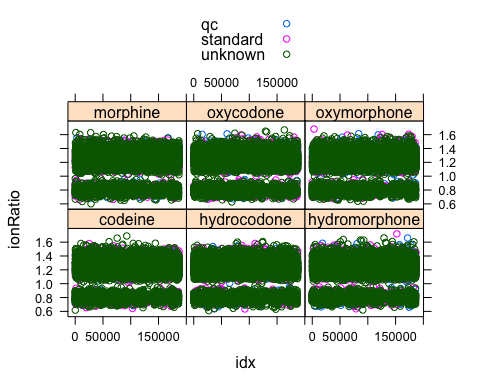 qc
standard
unknown
0 50000 150000
morphine oxycodone oxymorphone
1.6
1.4
1.2
1.0
0.8
0.6
codeine hydrocodone hydromorphone
1.6
1.4
1.2
1.0
0.8
0.6
0 50000 150000 0 50000 150000
ionRatio
idx